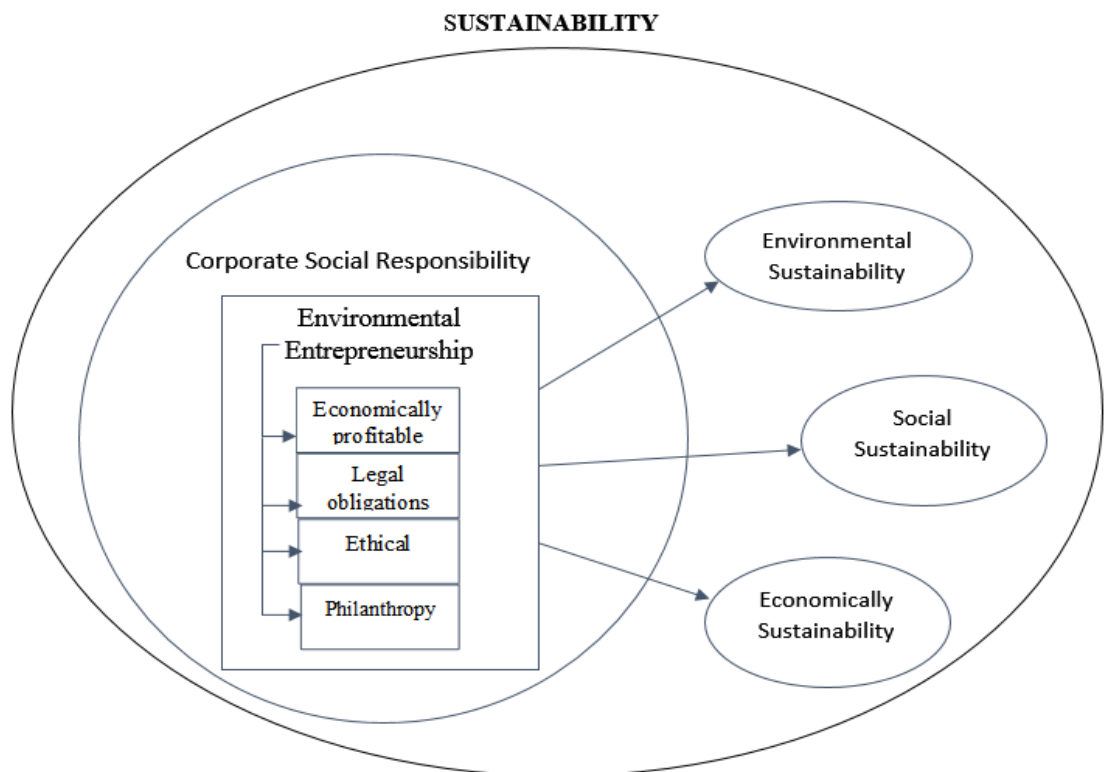 SUSTAINABILITY
Corporate Social Responsibility
Environmental
Entrepreneurship
Economically
profitable
Legal
obligations
Ethical
Philanthropy
Environmental
Sustainability
Social
Sustainability
Economically
Sustainability